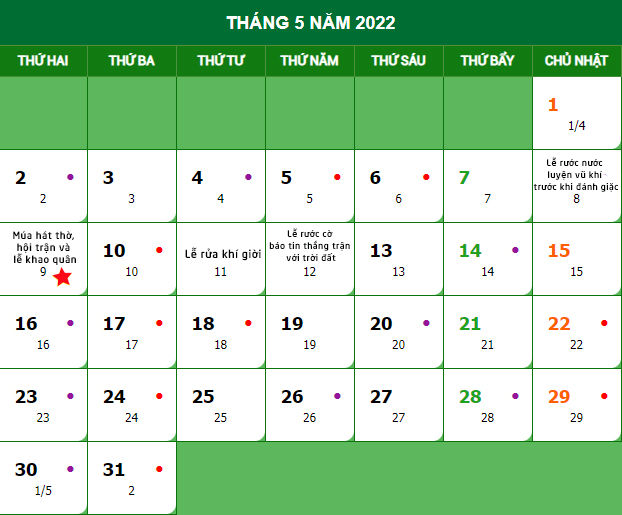 THÁNG 5 NĂM 2022
THỨ HAI THỨ BA THỨ TƯ THỨ NĂM THỨ SÁU THỨ BẨY CHỦ NHẬT
1
1/4
2 3 4 5 6 7 Lễ rước nước
luyện vũ khí
trước khi đánh giặc
2 3 4 5 6 7 8
Múa hát thờ,
hội trận và
lễ khao quân
10 Lễ rửa khí giới Lễ rước cờ
báo tin thắng trận
với trời đất
13 14 15
9 10 11 12 13 14 15
16 17 18 19 20 21 22
16 17 18 19 20 21 22
23 24 25 26 27 28 29
23 24 25 26 27 28 29
30 31
1/5 2